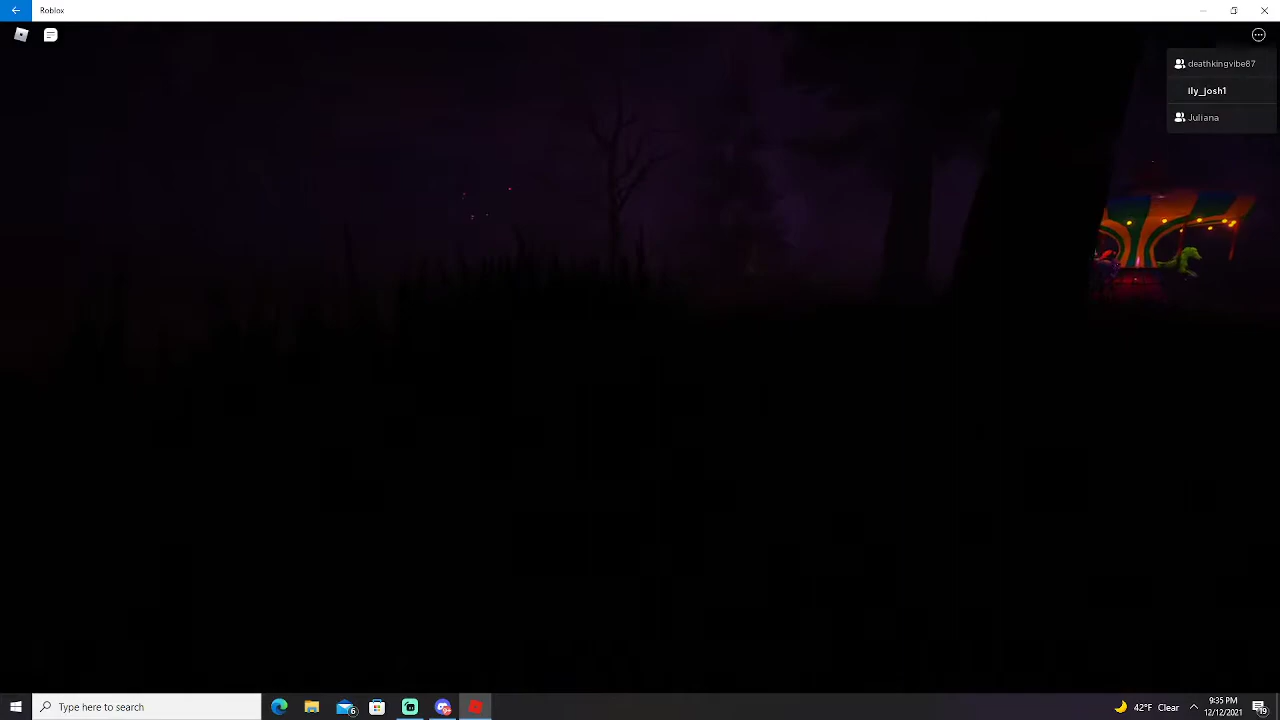 Roblox
deathkingvibe87
lly_josh1
Juliana
Type here to search
42°F Clear
9:35 PM
12/12/2021